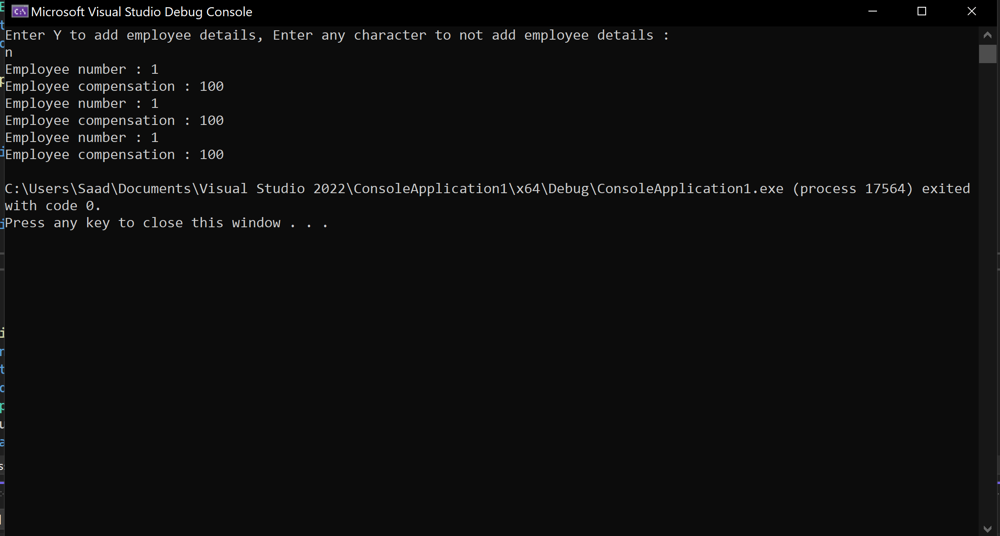 Microsoft Visual Studio Debug Console
Enter Y to add employee details, Enter any character to not add employee details :
n
Employee number : 1
Employee compensation : 100
Employee number : 1
Employee compensation : 100
Employee number : 1
Employee compensation : 100
C:\Users\Saad\Documents\Visual Studio 2022\ConsoleApplication1\x64\Debug\ConsoleApplication1.exe (process 17564) exited
with code 0.
Press any key to close this window . . .